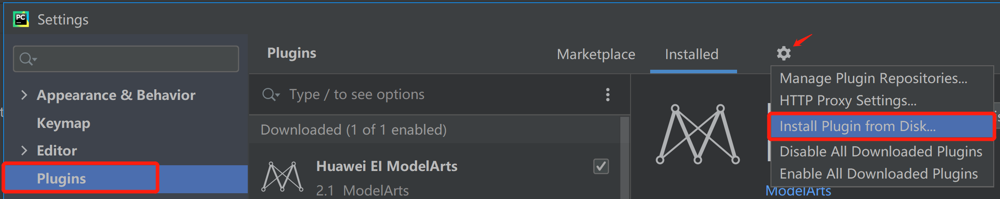 PC
Settings
Plugins
Marketplace
Installed
Type / to see options
Appearance & Behavior
Keymap
Editor
Plugins
Downloaded (1 of 1 enabled)
Huawei EI ModelArts
2.1 ModelArts
Manage Plugin Repositories...
HTTP Proxy Settings...
Install Plugin from Disk...
Disable All Downloaded Plugins
Enable All Downloaded Plugins
ModelArts